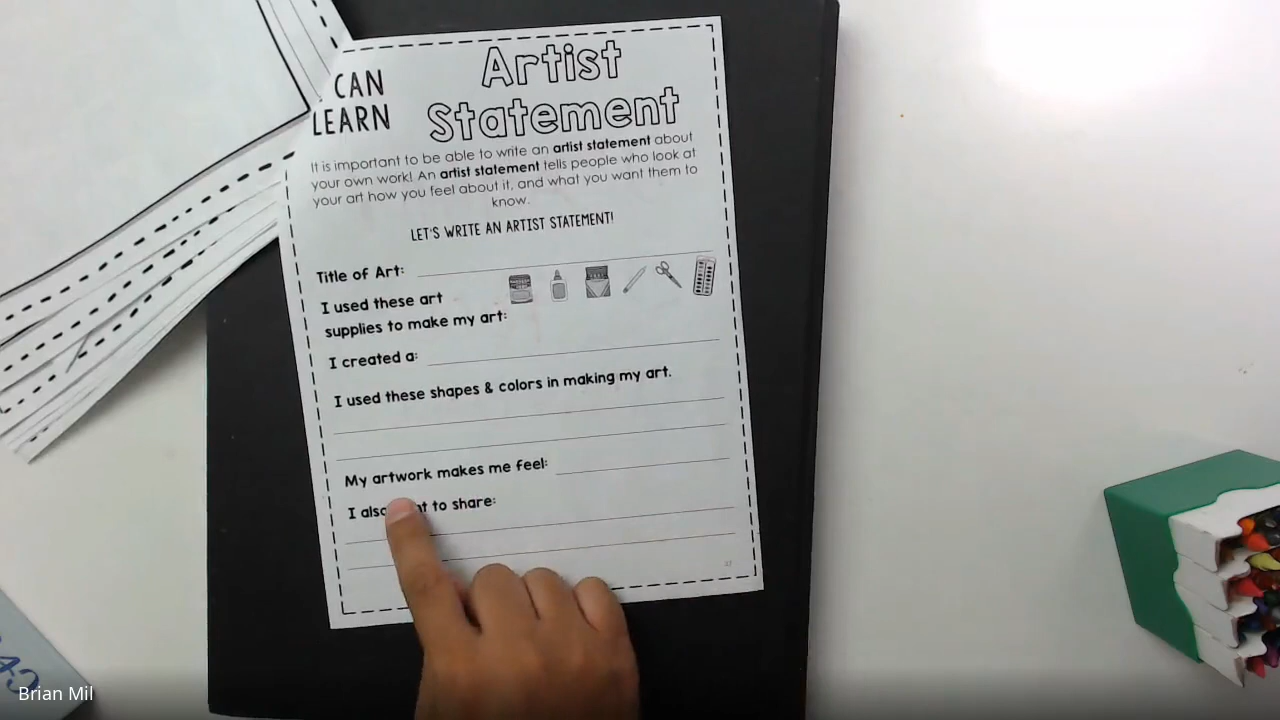 CAN
LEARN
Artist
Statement
It is important to be able to write an artist statement about
your own work! An artist statement tells people who look at
your art how you feel about it, and what you want them to
know.
LET'S WRITE AN ARTIST STATEMENT!
Title of Art:
I used these art
supplies to make my art:
I created a:
I used these shapes & colors in making my art.
My artwork makes me feel:
I also to share:
Brian Mil